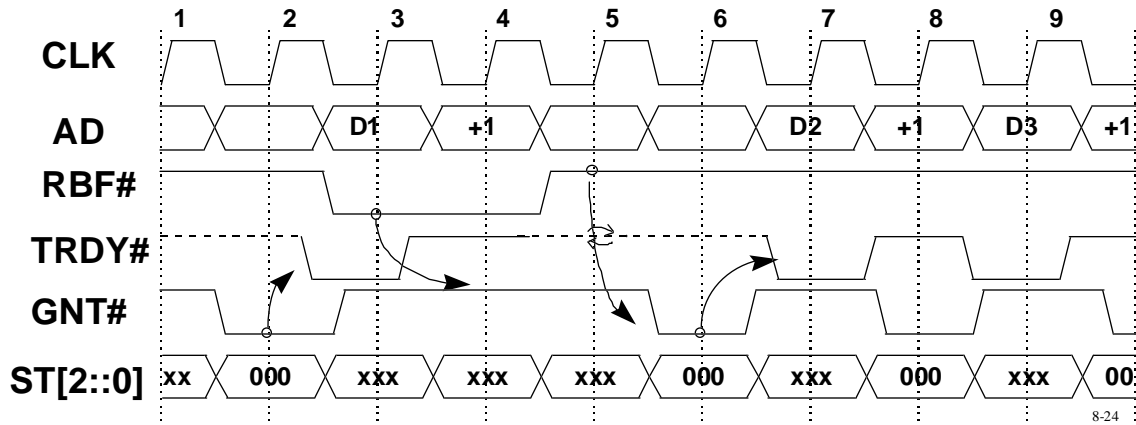 1 2 3 4 5 6 7 8 9
CLK
AD D1 +1 D2 +1 D3 +1
RBF#
TRDY#
GNT#
ST[2::0] xx 000 xxx xxx xxx 000 xxx 000 xxx 00
8-24